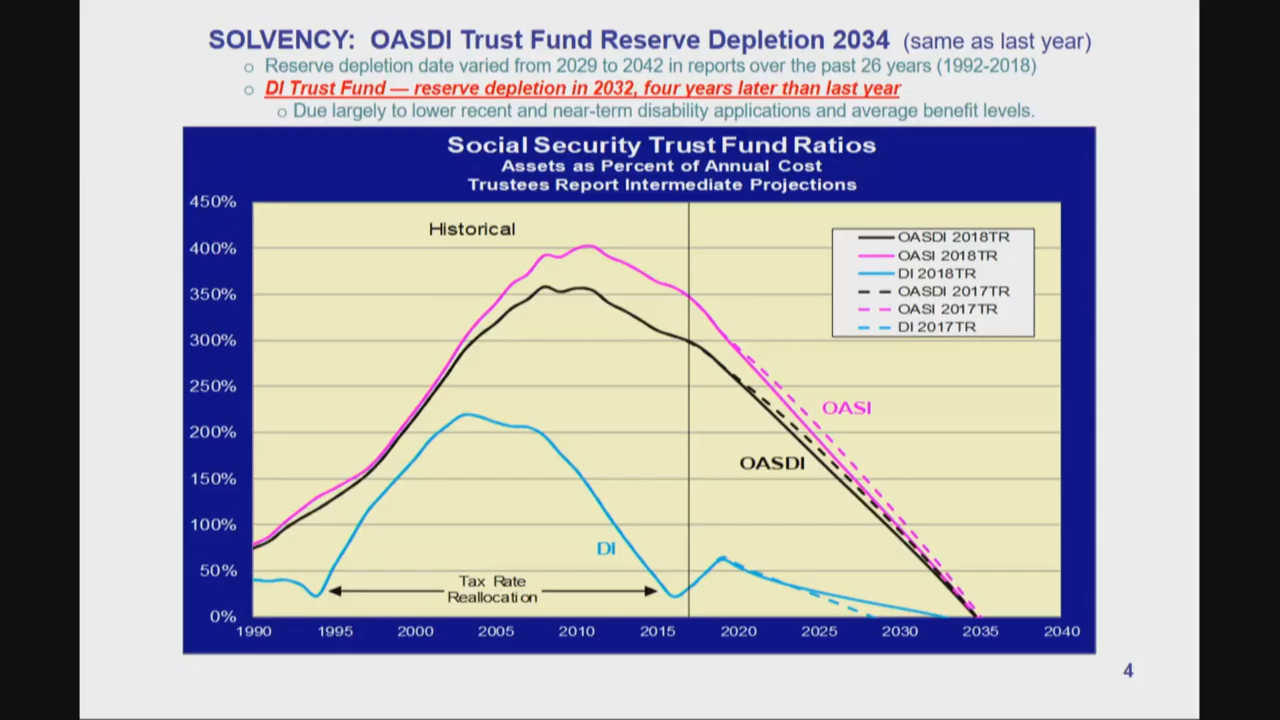 SOLVENCY: OASDI Trust Fund Reserve Depletion 2034 (same as last year)
o Reserve depletion date varied from 2029 to 2042 in reports over the past 26 years (1992-2018)
o DI Trust Fund — reserve depletion in 2032, four years later than last year
o Due largely to lower recent and near-term disability applications and average benefit levels.
Social Security Trust Fund Ratios
Assets as Percent of Annual Cost
Trustees Report Intermediate Projections
450%
400%
350%
300%
250%
200%
150%
100%
50%
0%
Historical
OASDI 2018TR
OASI 2018TR
DI 2018TR
OASDI 2017TR
OASI 2017TR
DI 2017TR
OASI
OASDI
DI
Tax Rate
Reallocation
1990 1995 2000 2005 2010 2015 2020 2025 2030 2035 2040
4